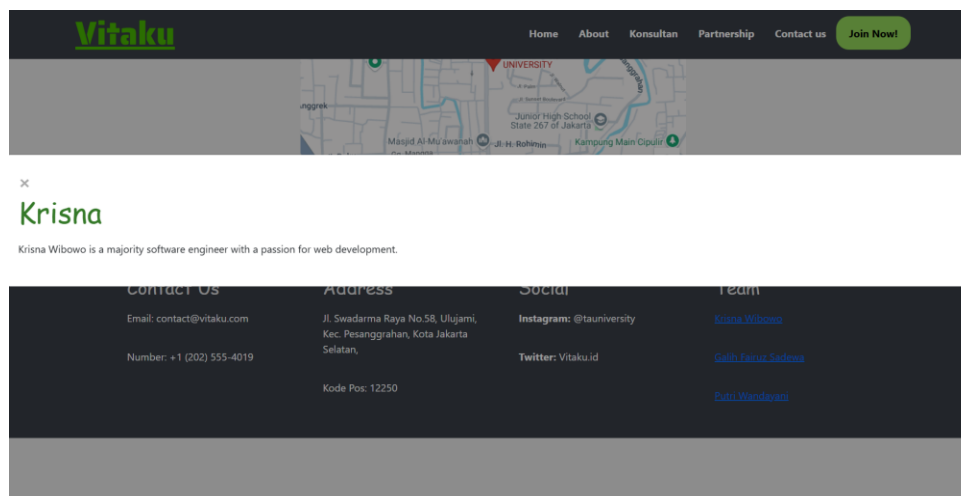 Vitaku
Home About Konsultan Partnership Contact us Join Now!
UNIVERSITY
nggrek
Junior High School
State 267 of Jakarta
Masjid Al-Mu'awanah
Jl. H. Rohimin
Kampung Main Cipulir
×
Krisna
Krisna Wibowo is a majority software engineer with a passion for web development.
Contact Us Address Social Team
Email: contact@vitaku.com
Jl. Swadarma Raya No.58, Ulujami,
Kec. Pesanggrahan, Kota Jakarta
Selatan,
Instagram: @tauniversity
Krisna Wibowo
Number: +1 (202) 555-4019
Twitter: Vitaku.id
Galih Fairuz Sadewa
Kode Pos: 12250
Putri Wandayani